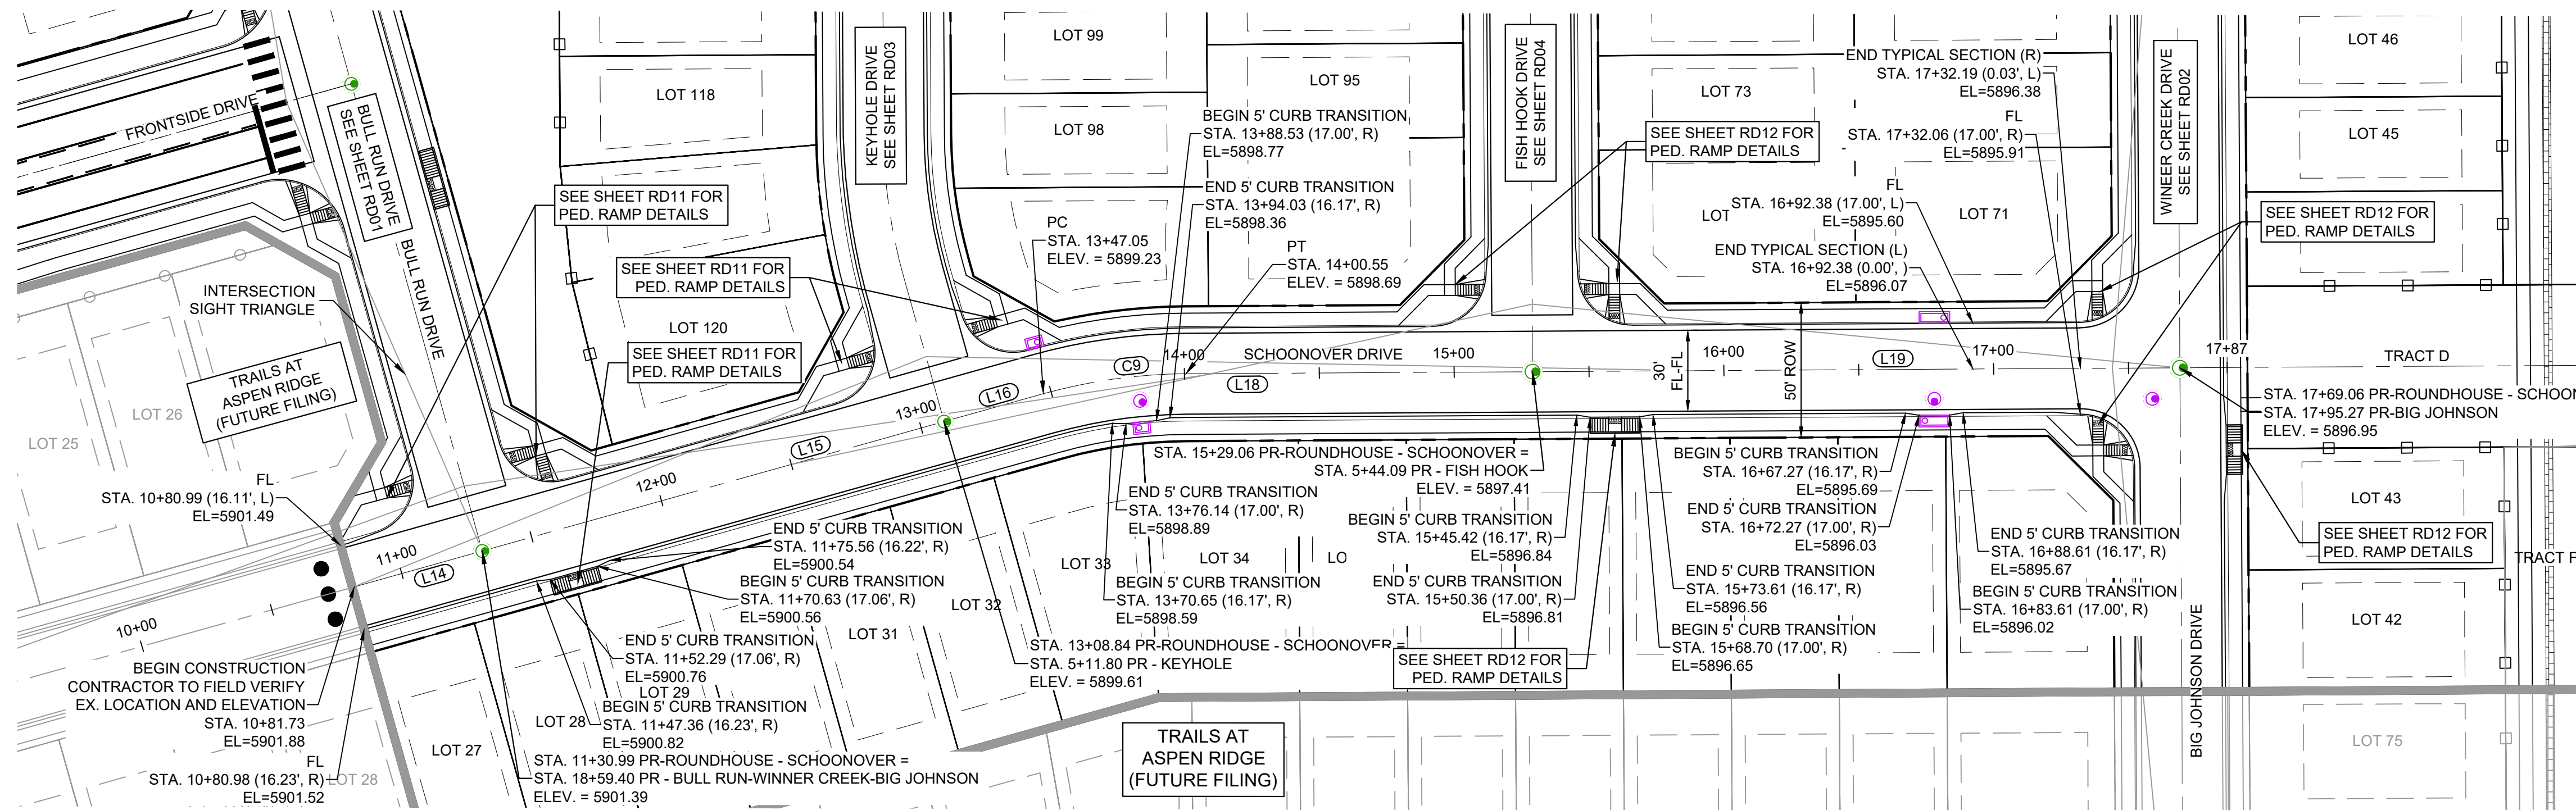 FRONTSIDE DRIVE
BULL RUN DRIVE
SEE SHEET RD01
BULL RUN DRIVE
INTERSECTION
SIGHT TRIANGLE
TRAILS AT
ASPEN RIDGE
(FUTURE FILING)
LOT 26
LOT 25
FL
STA. 10+80.99 (16.11', L)
EL=5901.49
11+00
L14
10+00
BEGIN CONSTRUCTION
CONTRACTOR TO FIELD VERIFY
EX. LOCATION AND ELEVATION
STA. 10+81.73
EL=5901.88
FL
STA. 10+80.98 (16.23', R)
EL=5901.52
LOT 28
LOT 27
SEE SHEET RD11 FOR
PED. RAMP DETAILS
LOT 118
SEE SHEET RD11 FOR
PED. RAMP DETAILS
LOT 120
SEE SHEET RD11 FOR
PED. RAMP DETAILS
KEYHOLE DRIVE
SEE SHEET RD03
13+00
L16
L15
12+00
END 5' CURB TRANSITION
STA. 11+75.56 (16.22', R)
EL=5900.54
BEGIN 5' CURB TRANSITION
STA. 11+70.63 (17.06', R)
EL=5900.56
END 5' CURB TRANSITION
STA. 11+52.29 (17.06', R)
EL=5900.76
LOT 29
BEGIN 5' CURB TRANSITION
LOT 28
STA. 11+47.36 (16.23', R)
EL=5900.82
STA. 11+30.99 PR-ROUNDHOUSE - SCHOONOVER =
STA. 18+59.40 PR - BULL RUN-WINNER CREEK-BIG JOHNSON
ELEV. = 5901.39
LOT 31
LOT 32
LOT 33
LOT 34
LO
LOT 99
LOT 98
LOT 95
BEGIN 5' CURB TRANSITION
STA. 13+88.53 (17.00', R)
EL=5898.77
END 5' CURB TRANSITION
STA. 13+94.03 (16.17', R)
EL=5898.36
PC
STA. 13+47.05
ELEV. = 5899.23
PT
STA. 14+00.55
ELEV. = 5898.69
C9
14+00
L18
SCHOONOVER DRIVE
15+00
FISH HOOK DRIVE
SEE SHEET RD04
STA. 15+29.06 PR-ROUNDHOUSE - SCHOONOVER =
STA. 5+44.09 PR - FISH HOOK
ELEV. = 5897.41
END 5' CURB TRANSITION
STA. 13+76.14 (17.00', R)
EL=5898.89
BEGIN 5' CURB TRANSITION
STA. 13+70.65 (16.17', R)
EL=5898.59
BEGIN 5' CURB TRANSITION
STA. 15+45.42 (16.17', R)
EL=5896.84
END 5' CURB TRANSITION
STA. 15+50.36 (17.00', R)
EL=5896.81
STA. 13+08.84 PR-ROUNDHOUSE - SCHOONOVER =
STA. 5+11.80 PR - KEYHOLE
ELEV. = 5899.61
SEE SHEET RD12 FOR
PED. RAMP DETAILS
TRAILS AT
ASPEN RIDGE
(FUTURE FILING)
SEE SHEET RD12 FOR
PED. RAMP DETAILS
LOT 73
END TYPICAL SECTION (R)
STA. 17+32.19 (0.03', L)
EL=5896.38
FL
STA. 17+32.06 (17.00', R)
EL=5895.91
FL
STA. 16+92.38 (17.00', L)
EL=5895.60
LOT
LOT 71
END TYPICAL SECTION (L)
STA. 16+92.38 (0.00', )
EL=5896.07
30'
FL-FL
16+00
50' ROW
L19
17+00
BEGIN 5' CURB TRANSITION
STA. 16+67.27 (16.17', R)
EL=5895.69
END 5' CURB TRANSITION
STA. 16+72.27 (17.00', R)
EL=5896.03
END 5' CURB TRANSITION
STA. 15+73.61 (16.17', R)
EL=5896.56
BEGIN 5' CURB TRANSITION
STA. 15+68.70 (17.00', R)
EL=5896.65
END 5' CURB TRANSITION
STA. 16+88.61 (16.17', R)
EL=5895.67
BEGIN 5' CURB TRANSITION
STA. 16+83.61 (17.00', R)
EL=5896.02
WINEER CREEK DRIVE
SEE SHEET RD02
SEE SHEET RD12 FOR
PED. RAMP DETAILS
17+87
TRACT D
STA. 17+69.06 PR-ROUNDHOUSE - SCHOON
STA. 17+95.27 PR-BIG JOHNSON
ELEV. = 5896.95
LOT 46
LOT 45
LOT 43
SEE SHEET RD12 FOR
PED. RAMP DETAILS
TRACT F
LOT 42
BIG JOHNSON DRIVE
LOT 75